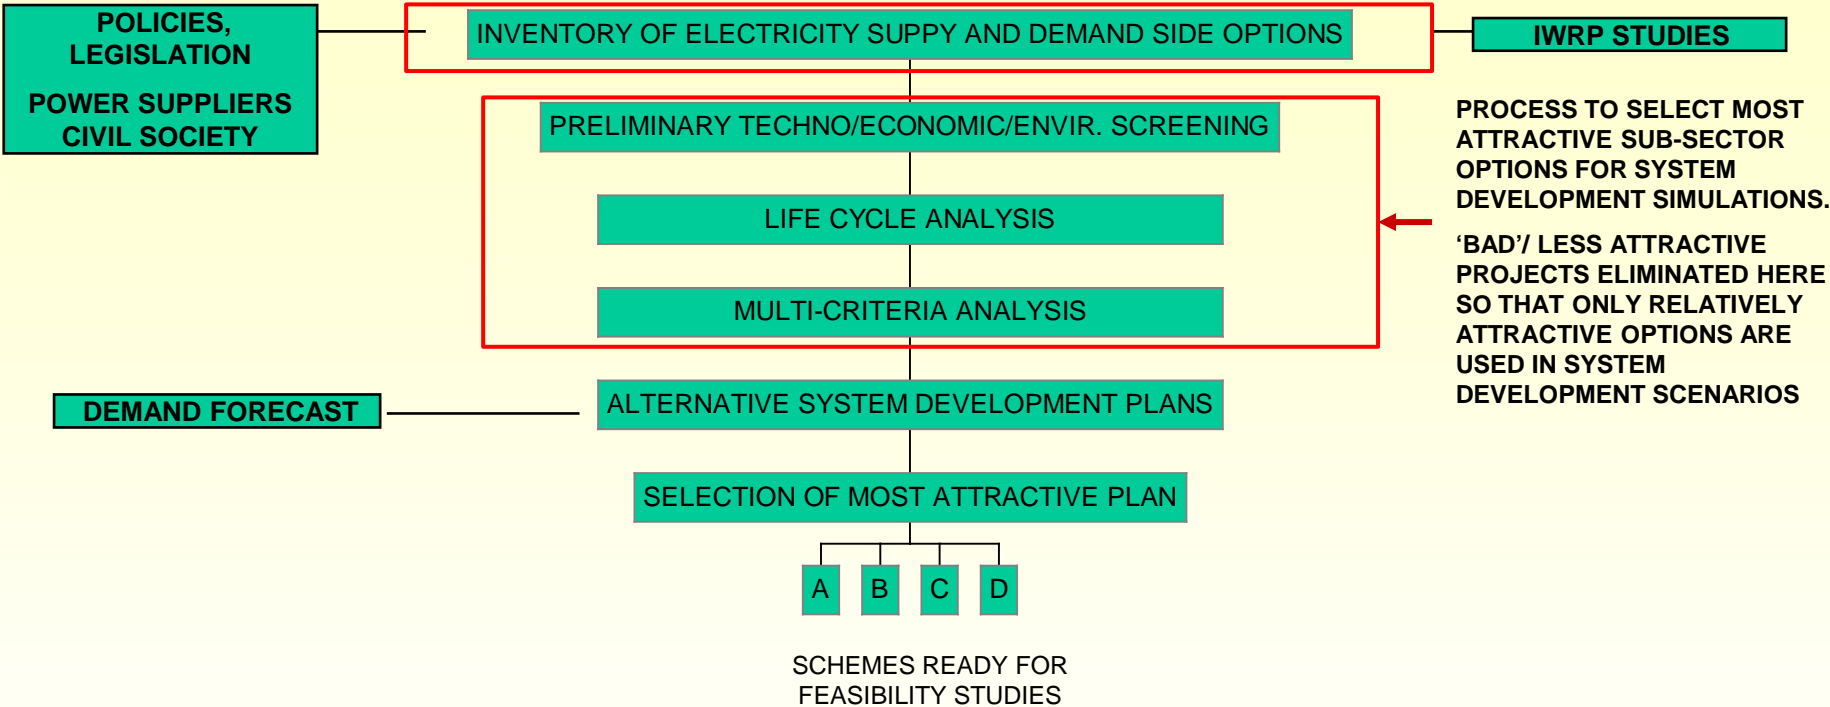 POLICIES,
LEGISLATION
POWER SUPPLIERS
CIVIL SOCIETY
INVENTORY OF ELECTRICITY SUPPY AND DEMAND SIDE OPTIONS
IWRP STUDIES
PRELIMINARY TECHNO/ECONOMIC/ENVIR. SCREENING
LIFE CYCLE ANALYSIS
MULTI-CRITERIA ANALYSIS
PROCESS TO SELECT MOST
ATTRACTIVE SUB-SECTOR
OPTIONS FOR SYSTEM
DEVELOPMENT SIMULATIONS.
‘BAD’/ LESS ATTRACTIVE
PROJECTS ELIMINATED HERE
SO THAT ONLY RELATIVELY
ATTRACTIVE OPTIONS ARE
USED IN SYSTEM
DEVELOPMENT SCENARIOS
DEMAND FORECAST
ALTERNATIVE SYSTEM DEVELOPMENT PLANS
SELECTION OF MOST ATTRACTIVE PLAN
A B C D
SCHEMES READY FOR
FEASIBILITY STUDIES